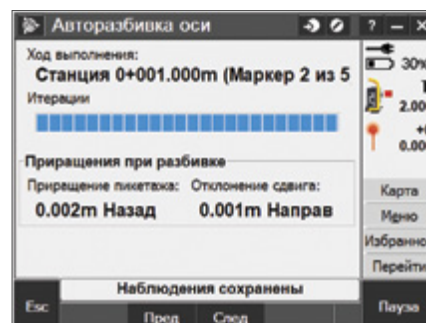 Авторазбивка оси
? – X
Ход выполнения:
Станция 0+001.000m (Маркер 2 из 5
30%
Итерации
2.00
0.00
Приращения при разбивке
Приращение пикетажа: Отклонение сдвига:
0.002m Назад 0.001m Направ
Карта
Меню
Избранно
Перейти
Наблюдения сохранены
Esc
Пред След
Пауза